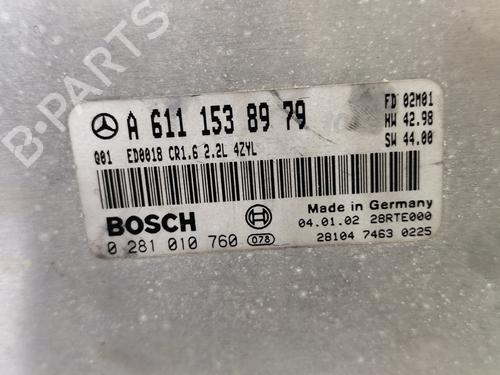 A 611 153 89 79
FD 02M01
HW 42.98
SW 44.00
Q01 ED0018 CR1.6 2.2L 4ZYL
BOSCH
0 281 010 760 078
Made in Germany
04.01.02 28RTE000
28104 7463 0225
B-PARTS